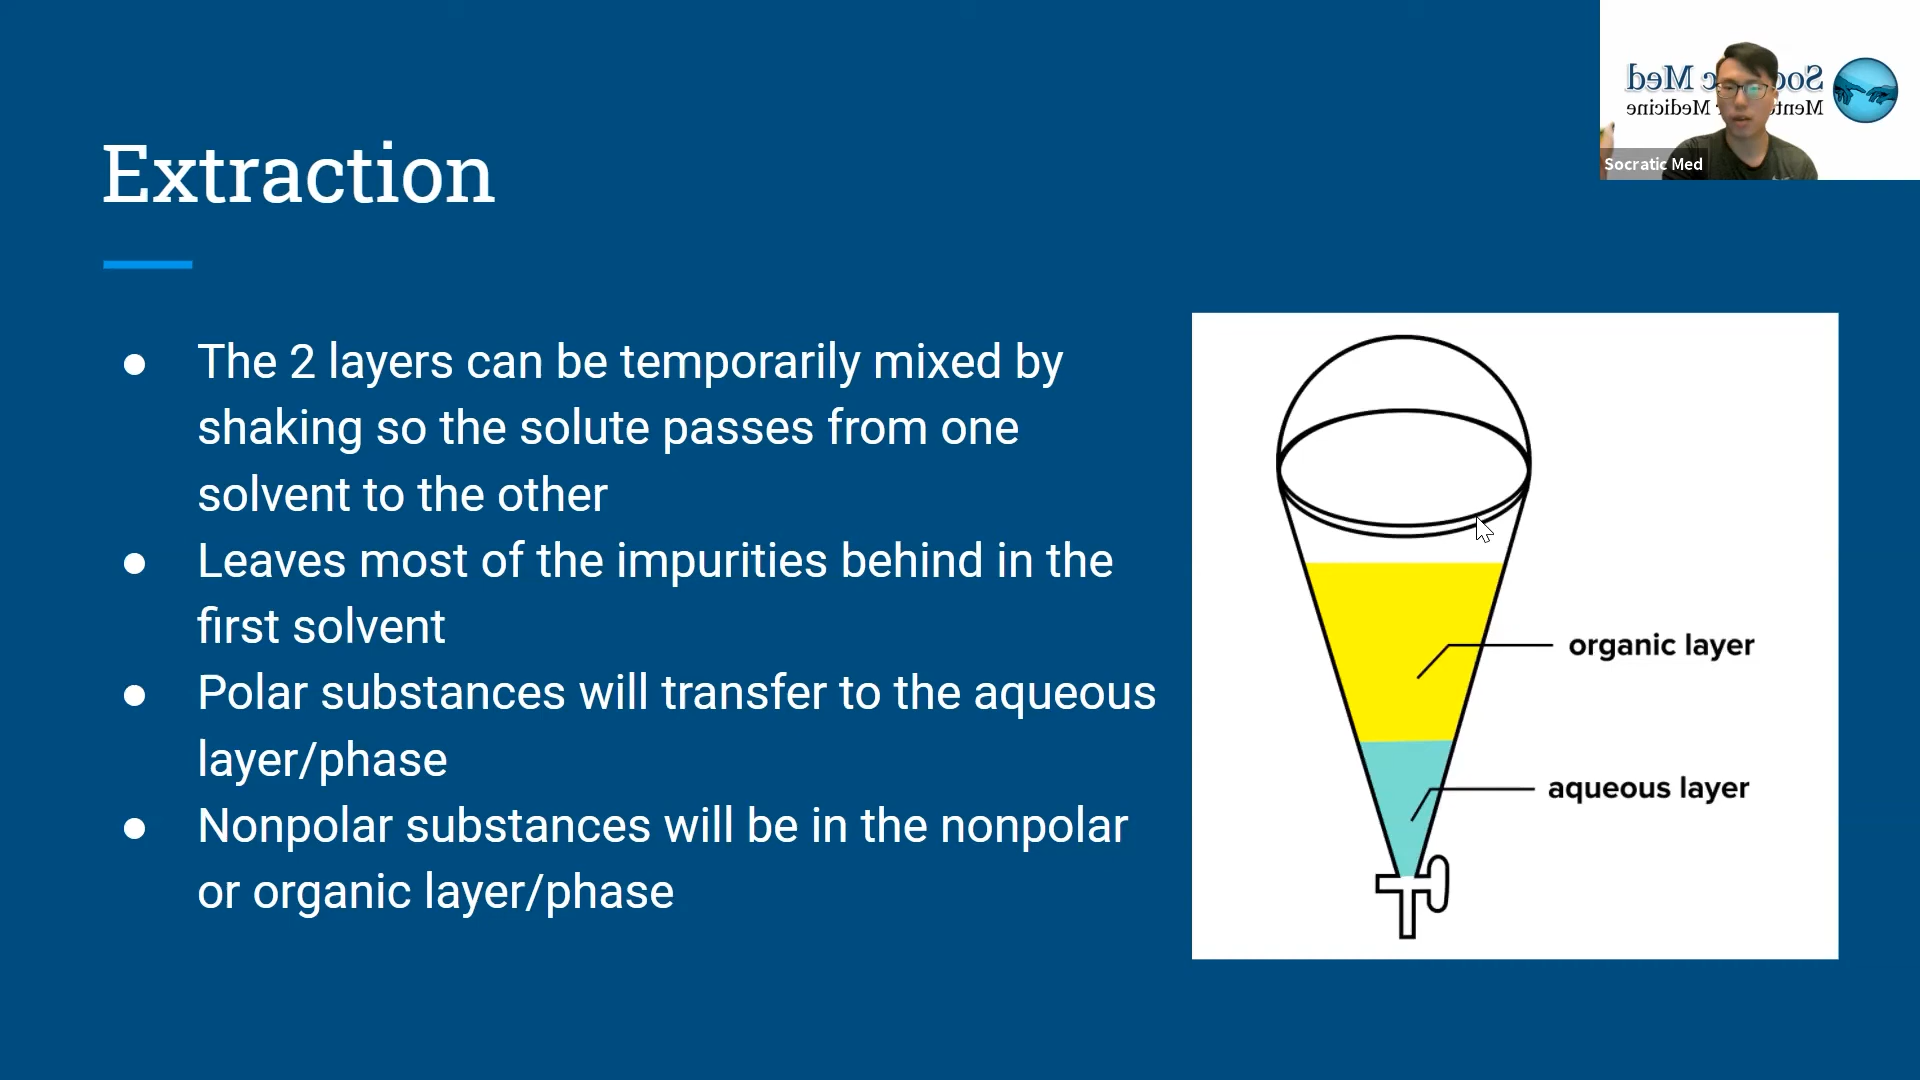 Extraction
● The 2 layers can be temporarily mixed by
shaking so the solute passes from one
solvent to the other
● Leaves most of the impurities behind in the
first solvent
● Polar substances will transfer to the aqueous
layer/phase
● Nonpolar substances will be in the nonpolar
or organic layer/phase
organic layer
aqueous layer
Med
Medicine
Socratic Med